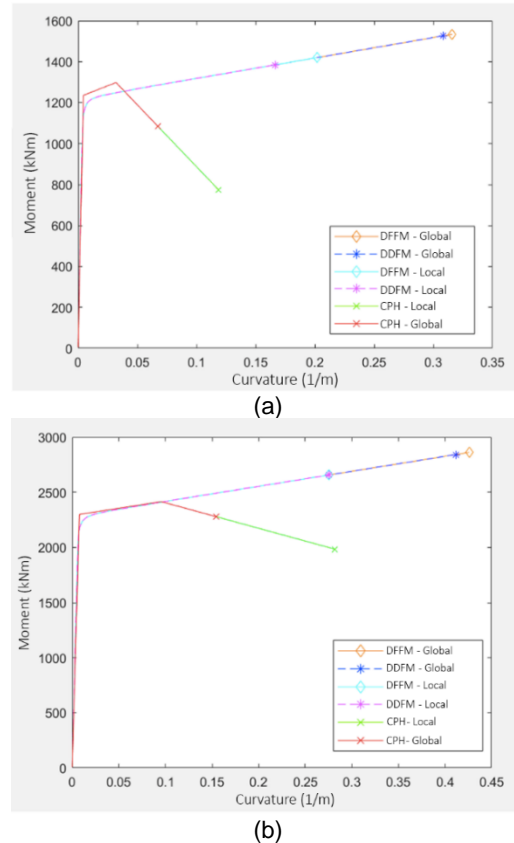 (a)
1600
1400
1200
1000
800
600
400
200
0
Moment (kNm)
DFFM - Global
DDFM - Global
DFFM - Local
DDFM - Local
CPH - Local
CPH - Global
0 0.05 0.1 0.15 0.2 0.25 0.3 0.35
Curvature (1/m)
(a)
3000
2500
2000
1500
1000
500
0
Moment (kNm)
DFFM - Global
DDFM - Global
DFFM - Local
DDFM - Local
CPH- Local
CPH- Global
0 0.05 0.1 0.15 0.2 0.25 0.3 0.35 0.4 0.45
Curvature (1/m)
(b)